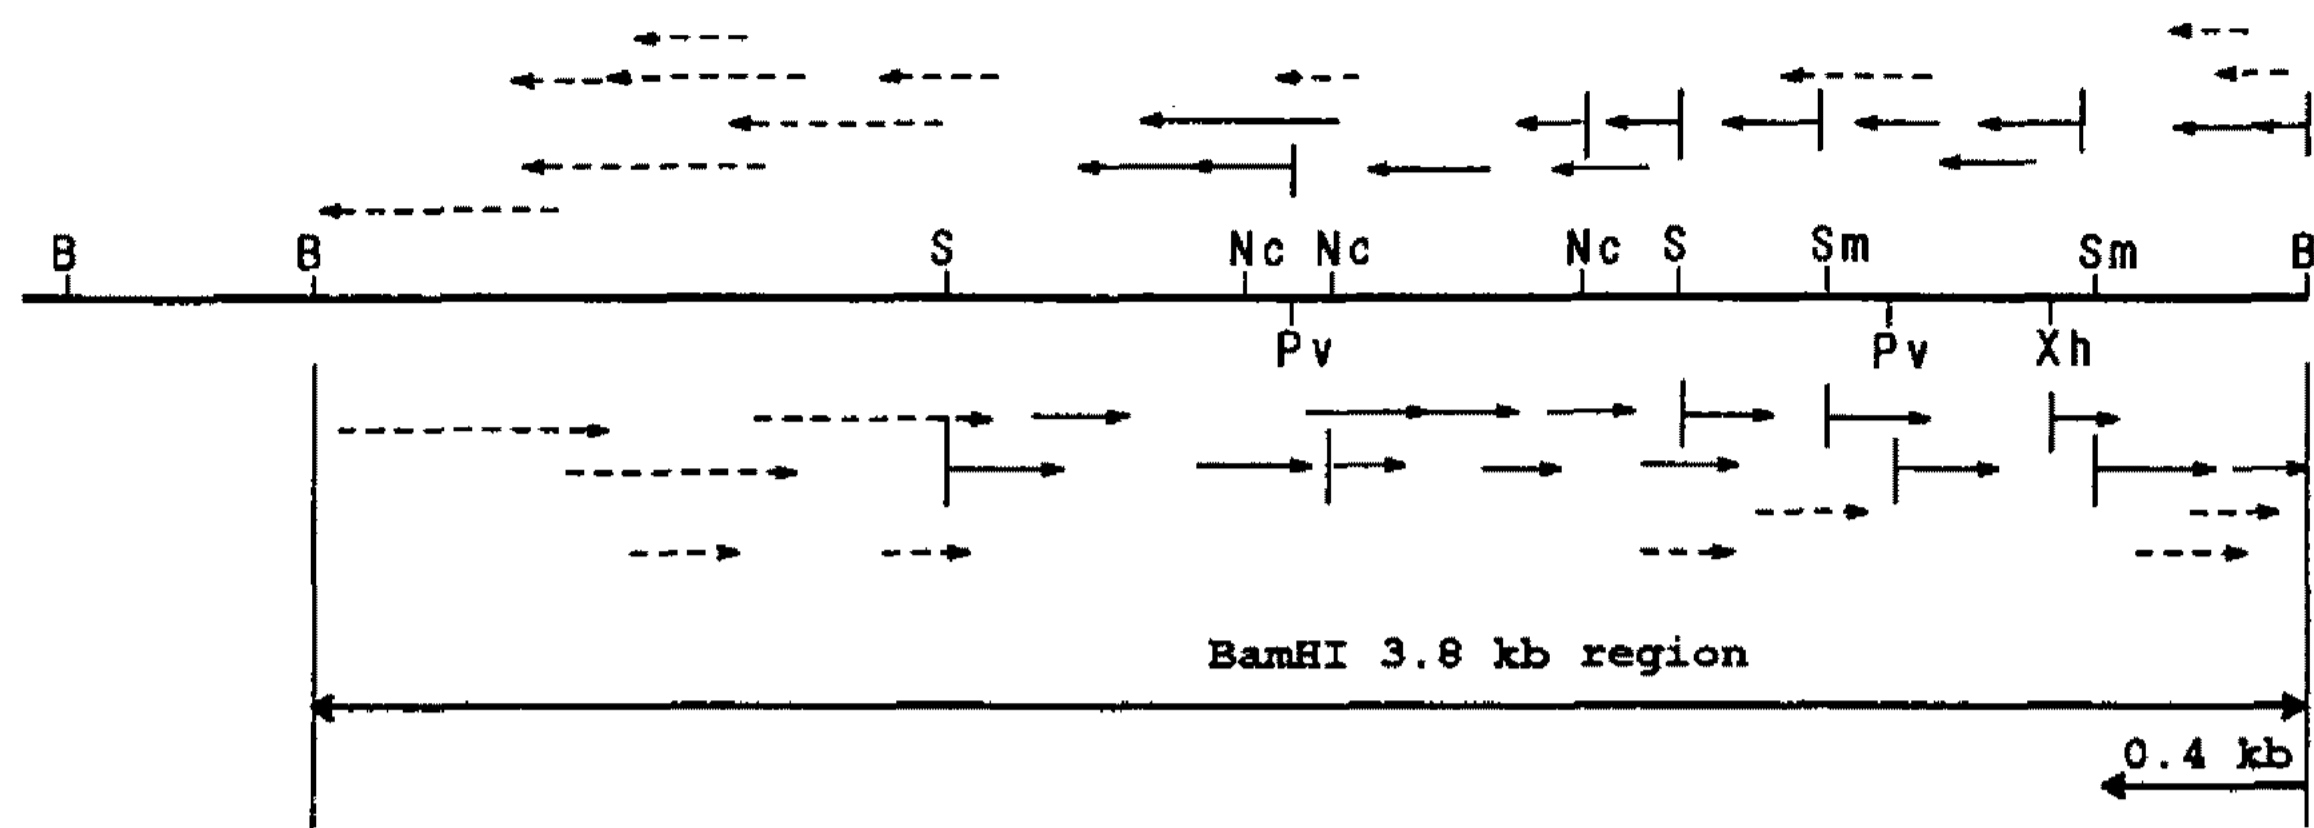 B B S Nc Nc Nc S Sm Sm B
Pv Pv Xh
BamHI 3.8 kb region
0.4 kb